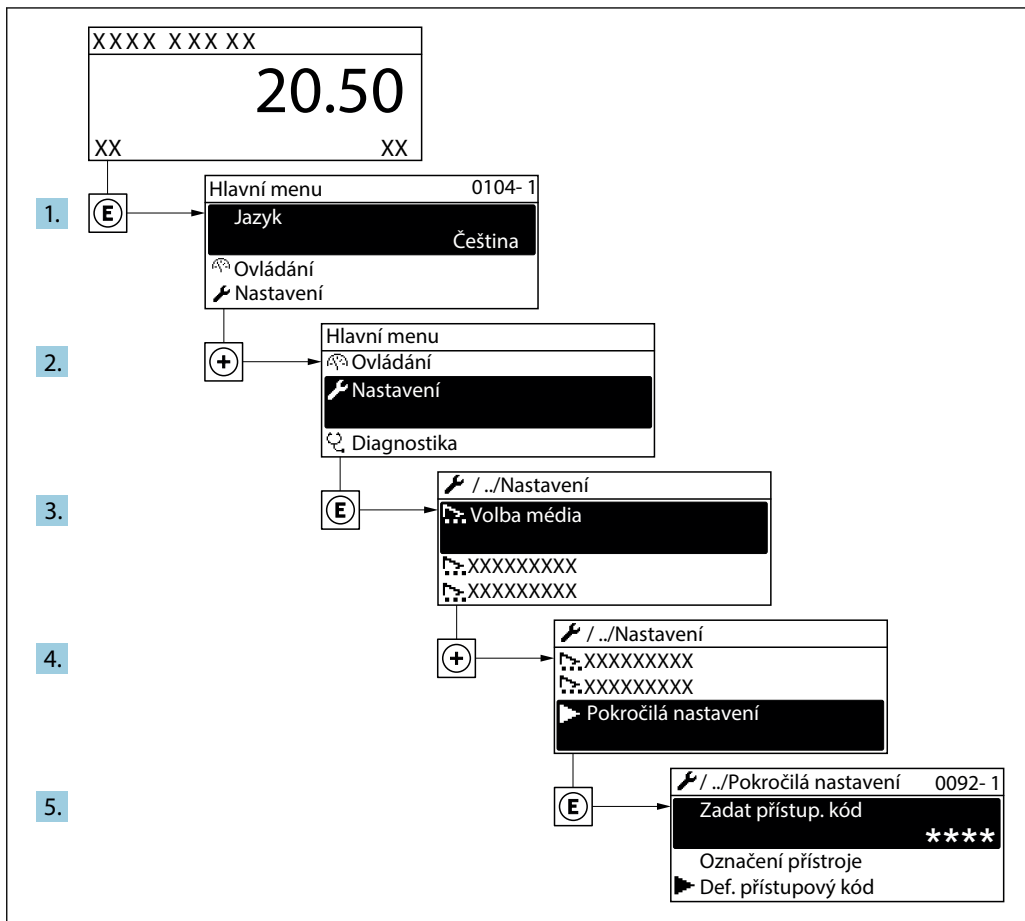 XXXX XXX XX
20.50
XX XX
1. E
Hlavní menu 0104-1
Jazyk
Čeština
Ovládání
Nastavení
2. +
Hlavní menu
Ovládání
Nastavení
Diagnostika
3. E
/ ../Nastavení
Volba média
XXXXXXXXX
XXXXXXXXX
4. +
/ ../Nastavení
XXXXXXXXX
XXXXXXXXX
Pokročilá nastavení
5. E
/ ../Pokročilá nastavení 0092-1
Zadat přístup. kód
****
Označení přístroje
Def. přístupový kód